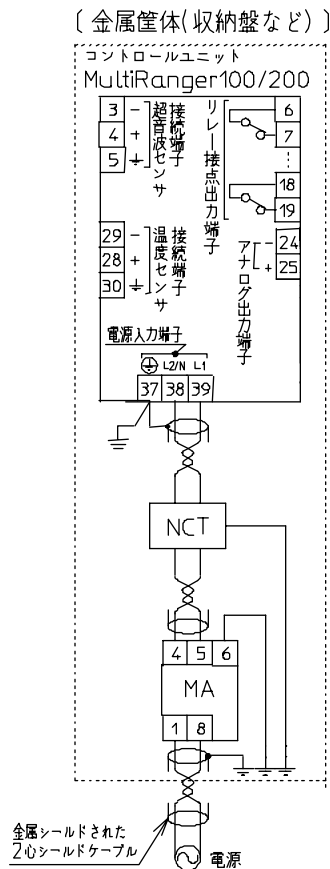 〔 金属筐体(収納盤など) 〕
コントロールユニット
MultiRanger100/200
3 −
4 +
5 ⏚
超音波センサ
接続端子
リレー接点出力端子
6
7
⋮
18
19
29 −
28 +
30 ⏚
温度センサ
接続端子
アナログ出力端子
− 24
+ 25
電源入力端子
L2/N L1
37 38 39
NCT
4 5 6
MA
1 8
金属シールドされた
2心シールドケーブル
電源